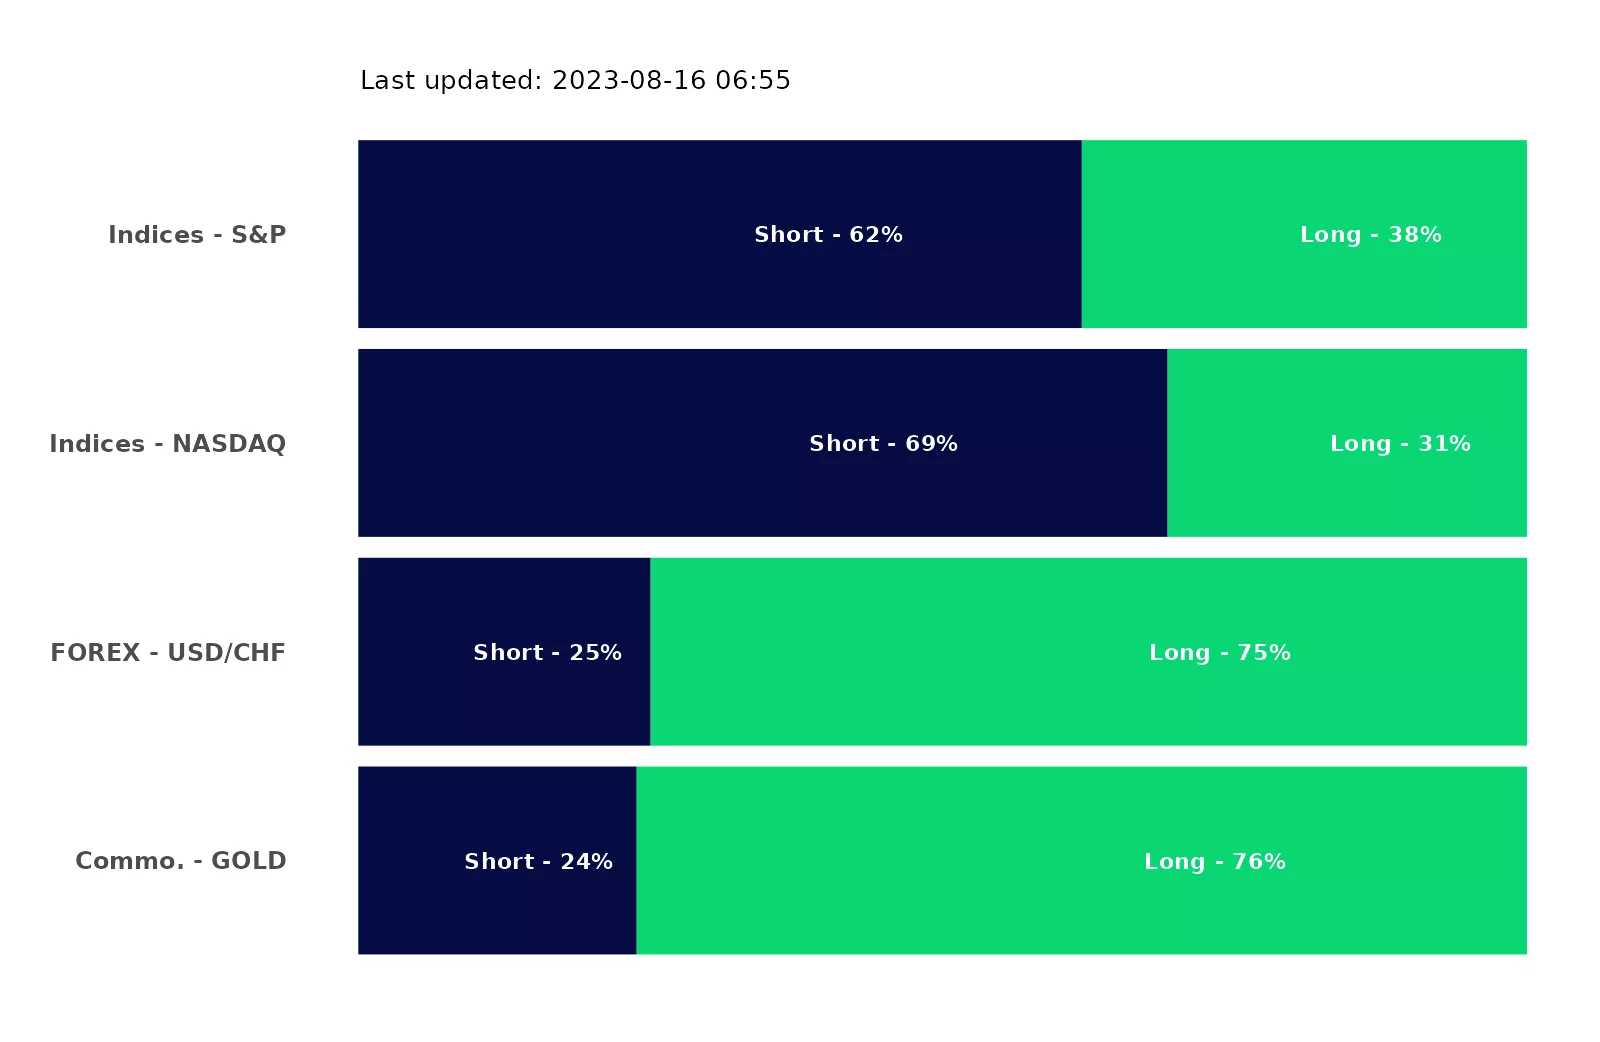 Last updated: 2023-08-16 06:55
Indices - S&P
Short - 62%
Long - 38%
Indices - NASDAQ
Short - 69%
Long - 31%
FOREX - USD/CHF
Short - 25%
Long - 75%
Commo. - GOLD
Short - 24%
Long - 76%